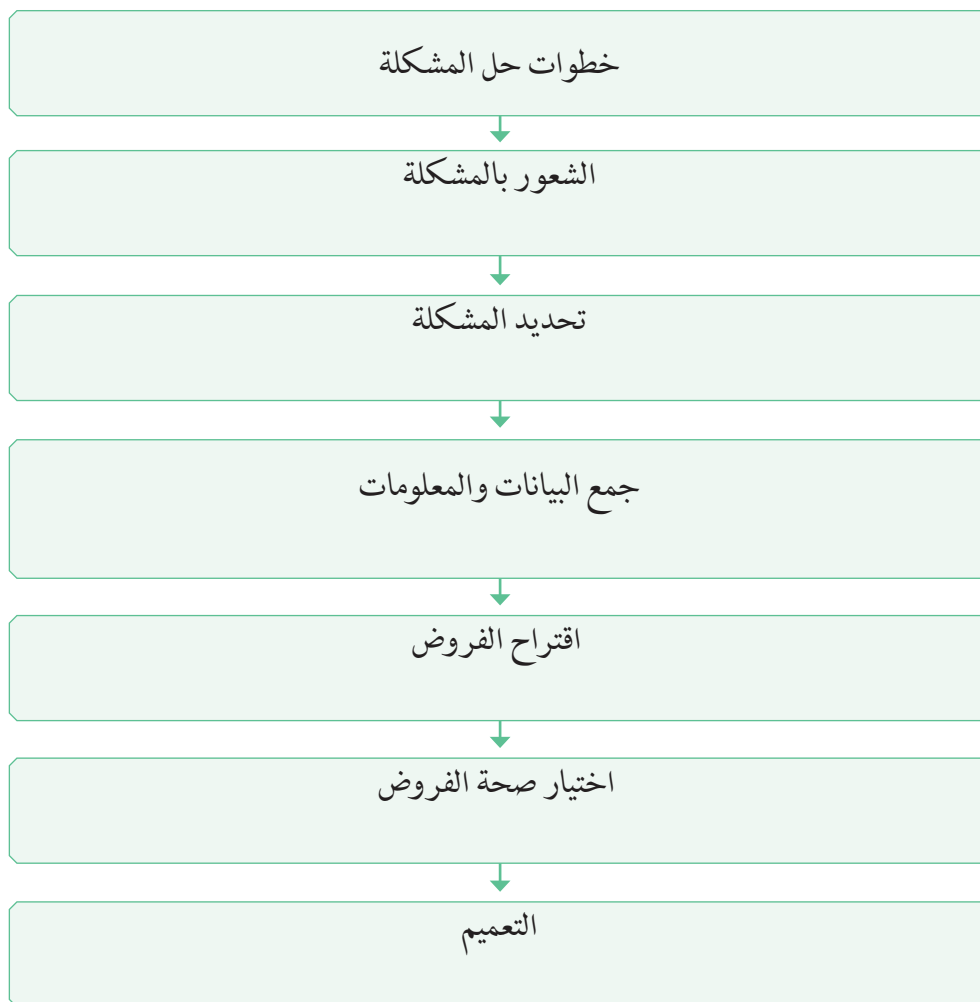 خطوات حل المشكلة
الشعور بالمشكلة
تحديد المشكلة
جمع البيانات والمعلومات
اقتراح الفروض
اختيار صحة الفروض
التعميم